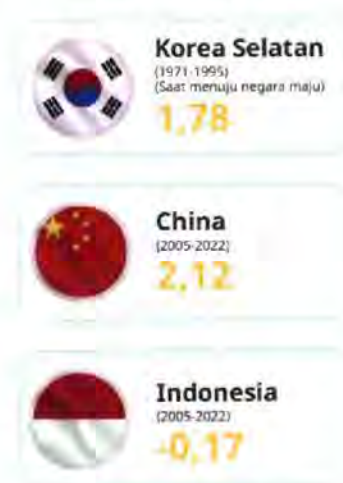 Korea Selatan
(1971-1995)
(Saat menuju negara maju)
1,78
China
(2005-2022)
2,12
Indonesia
(2005-2022)
-0,17